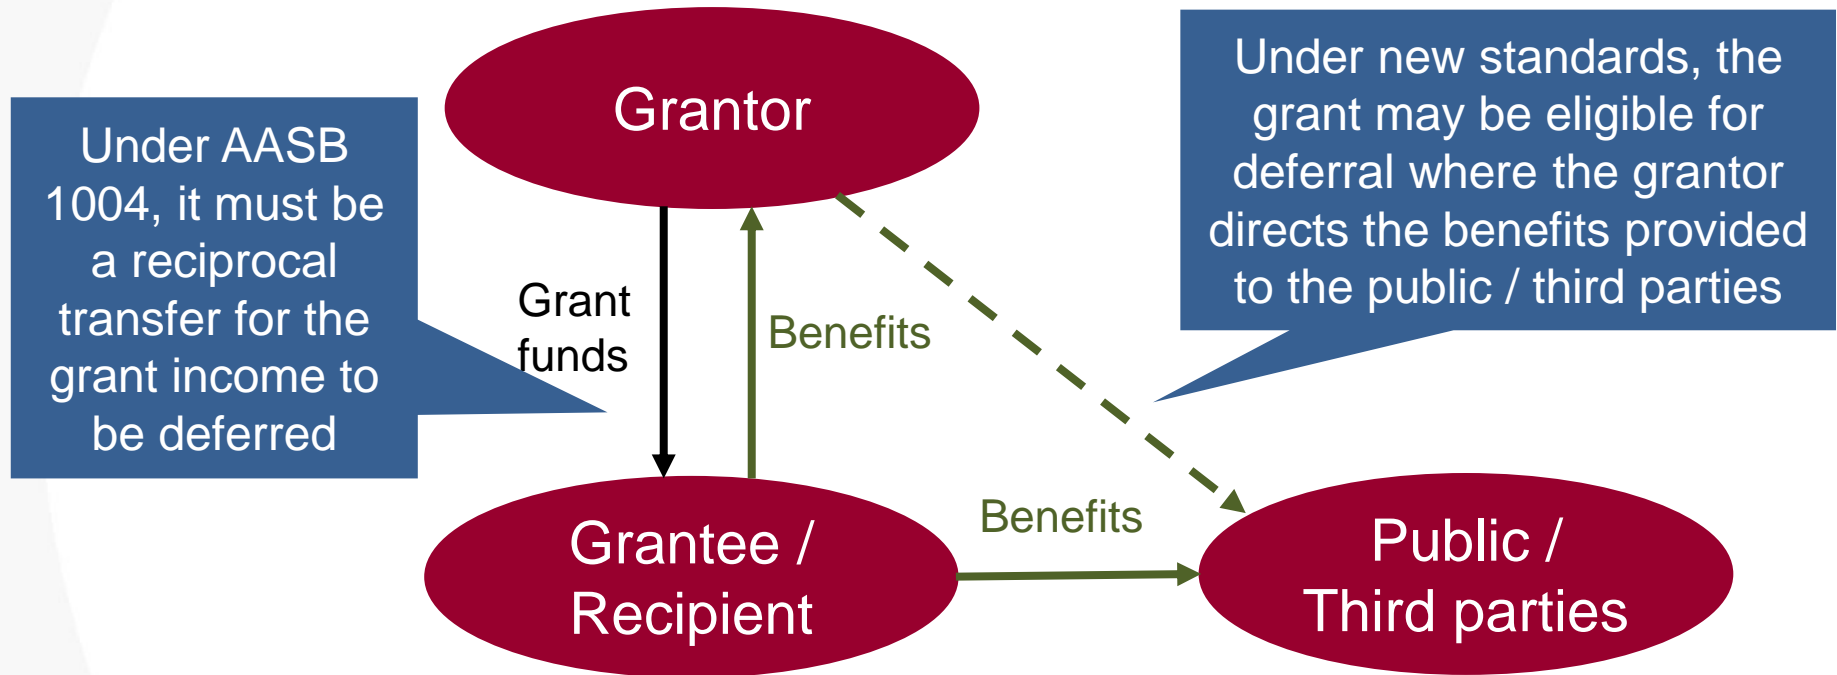 Grantor
Under AASB
1004, it must be
a reciprocal
transfer for the
grant income to
be deferred
Under new standards, the
grant may be eligible for
deferral where the grantor
directs the benefits provided
to the public / third parties
Grant
funds
Benefits
Benefits
Grantee /
Recipient
Public /
Third parties